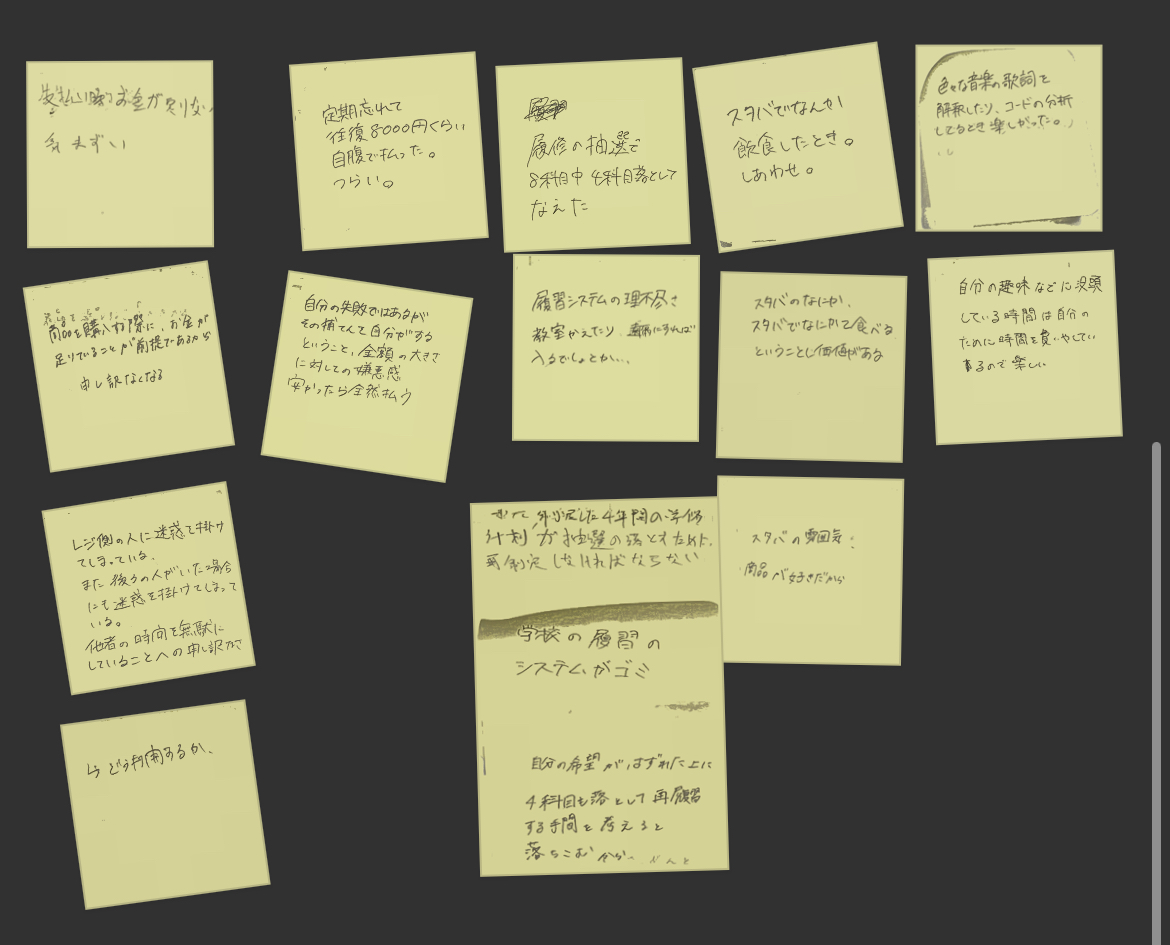 支払い時お金が足りない
気まずい
定期忘れて
往復8000円くらい
自腹で払った。
つらい。
履修の抽選で
8科目中 4科目落として
なえた
スタバでなんせい
飲食したとき。
しあわせ。
色々な音楽の歌詞を
解釈したり、コードの分析
してるとき楽しかった。
商品を購入する際に、お金が
足りていることが前提であるから
申し訳なくなる
自分の失敗ではあるが
その補てんて自分がする
ということ、金額の大きさ
に対しての嫌悪感
安かったら全然払う
履習システムの理不尽さ
教室かえたり、
入るでしょとか...
スタバのなにか、
スタバでなにかて食べる
ということし価値がある
自分の趣味などに没頭
している時間は自分の
ために時間を費いやしてい
るので楽しい
レジ側の人に迷惑を掛け
てしまっている。
また後ろの人がいた場合
にも迷惑を掛けてしまって
いる。
他者の時間を無駄に
していることへの申し訳なさ
また、外派した4年間の学修
計画が抽選の落とすために、
再構築しなければならない
学校の履習の
システムがゴミ
自分の希望がはずれた上に
4科目も落として再履習
する手間を考えると
落ちこむから
スタバの雰囲気:
商品が好きだから
らどう判断するか、